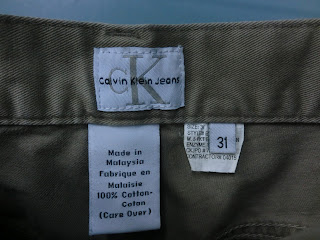 cK
Calvin Klein Jeans
Made in
Malaysia
Fabrique en
Malaisie
100% Cotton-
Coton
(Care Over)
31